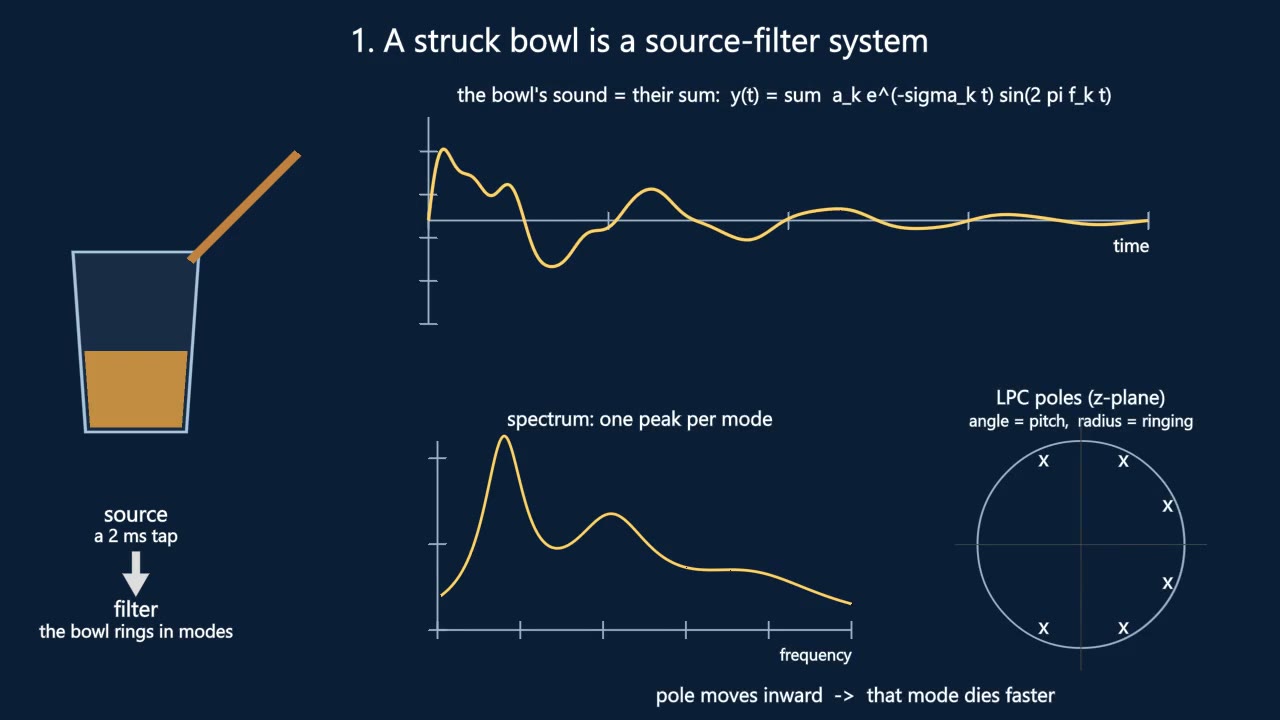 1. A struck bowl is a source-filter system
the bowl's sound = their sum:  y(t) = sum  a_k e^(-sigma_k t) sin(2 pi f_k t)
time
source
a 2 ms tap
filter
the bowl rings in modes
spectrum: one peak per mode
frequency
LPC poles (z-plane)
angle = pitch,  radius = ringing
x x
x
x
x x
pole moves inward  ->  that mode dies faster